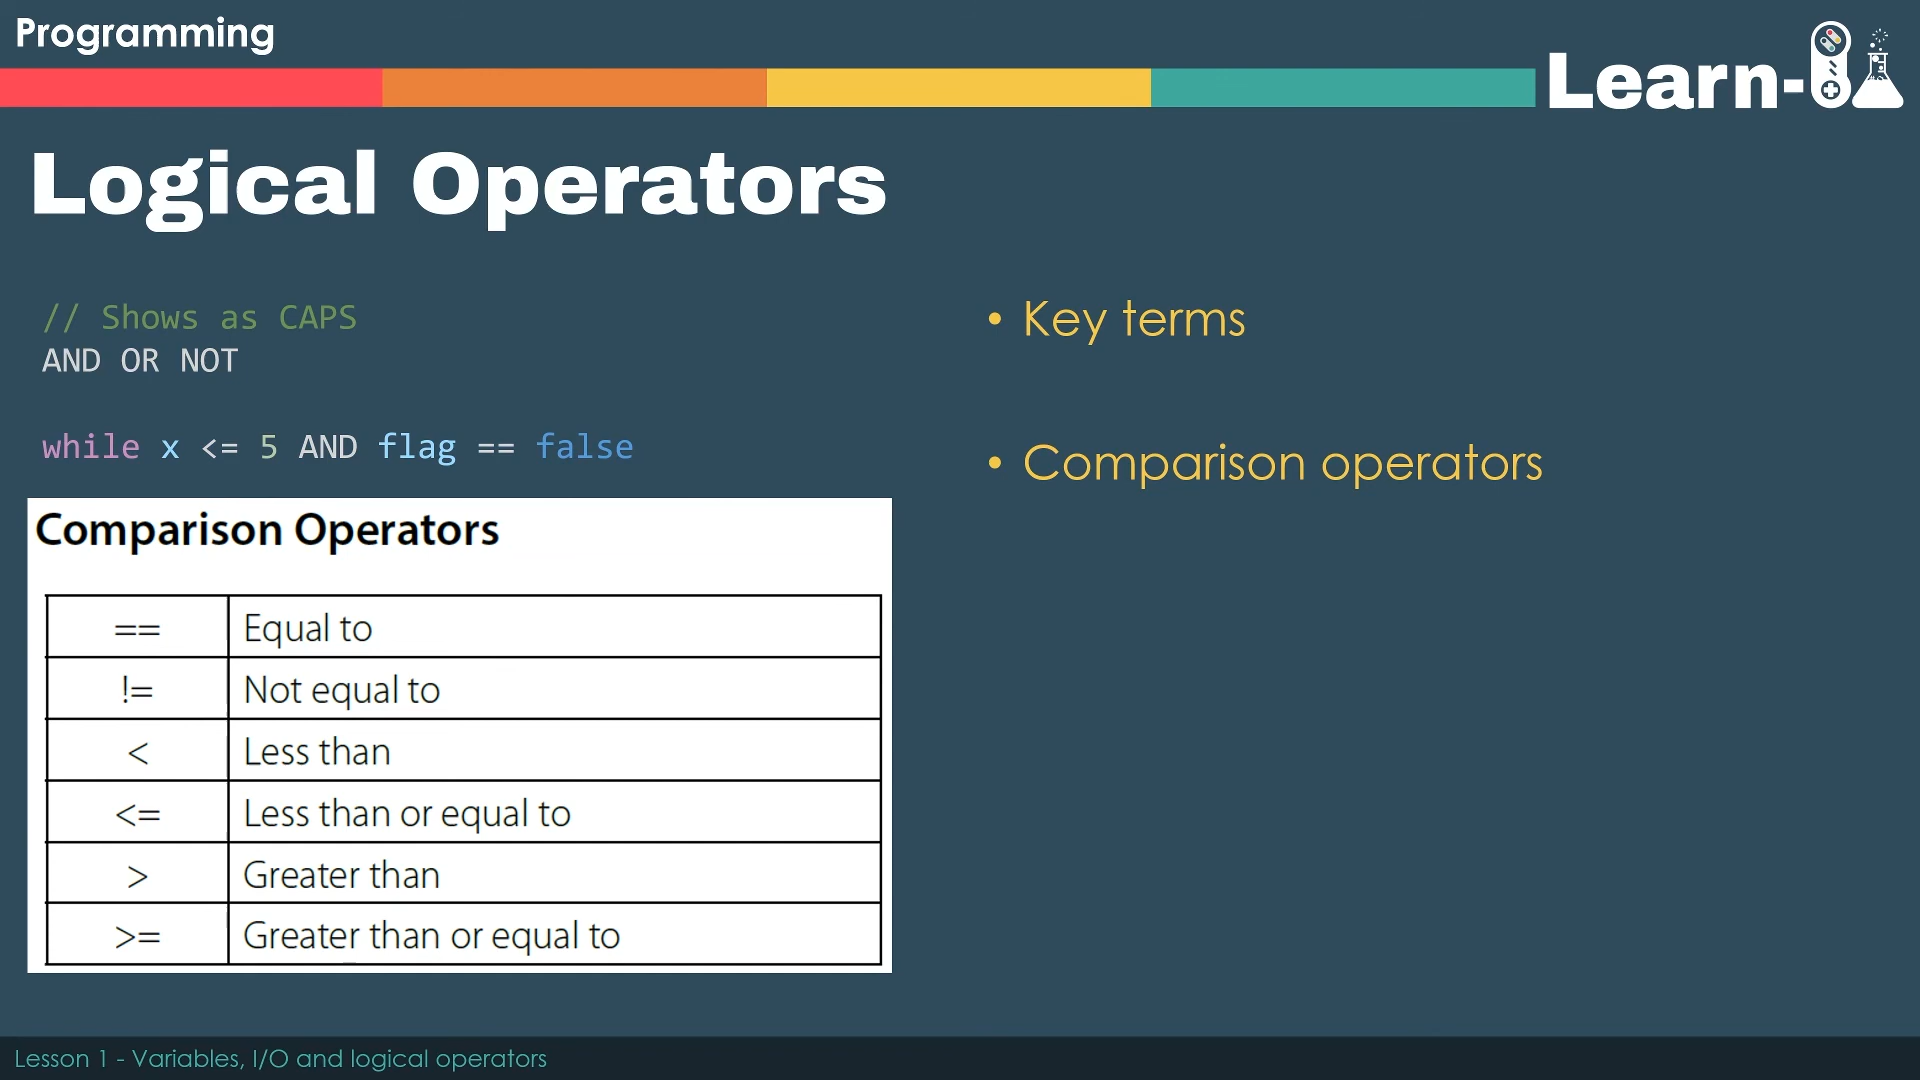 Programming
Learn-
Logical Operators
// Shows as CAPS
AND OR NOT
while x <= 5 AND flag == false
• Key terms
• Comparison operators
Comparison Operators
== Equal to
!= Not equal to
< Less than
<= Less than or equal to
> Greater than
>= Greater than or equal to
Lesson 1 - Variables, I/O and logical operators